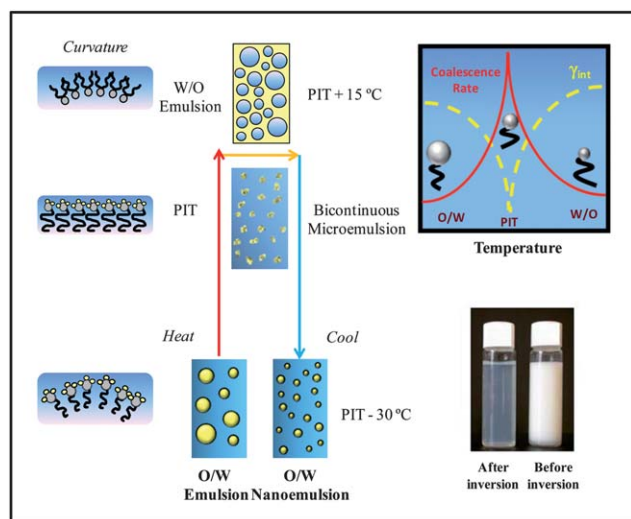 Curvature
W/O
Emulsion
PIT + 15 ºC
PIT
Bicontinuous
Microemulsion
Heat
Cool
PIT - 30 ºC
O/W
Emulsion
O/W
Nanoemulsion
Coalescence
Rate
γint
O/W
PIT
W/O
Temperature
After
inversion
Before
inversion